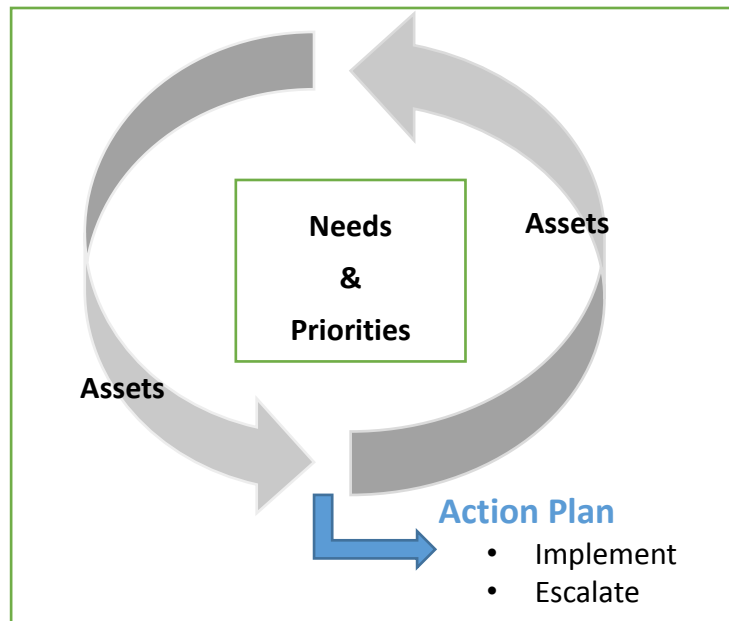 Needs
&
Priorities
Assets
Assets
Action Plan
• Implement
• Escalate